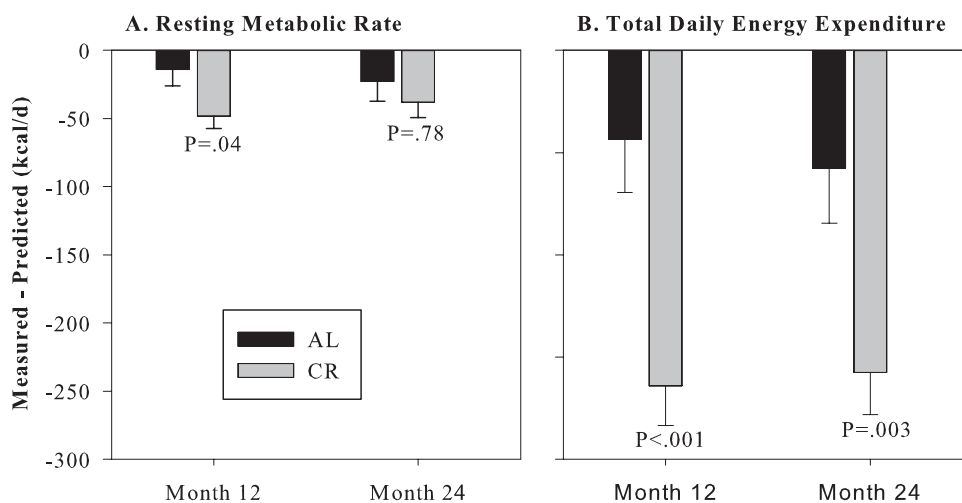 A. Resting Metabolic Rate
B. Total Daily Energy Expenditure
Measured - Predicted (kcal/d)
0
-50
-100
-150
-200
-250
-300
P=.04
P=.78
AL
CR
P<.001
P=.003
Month 12
Month 24
Month 12
Month 24